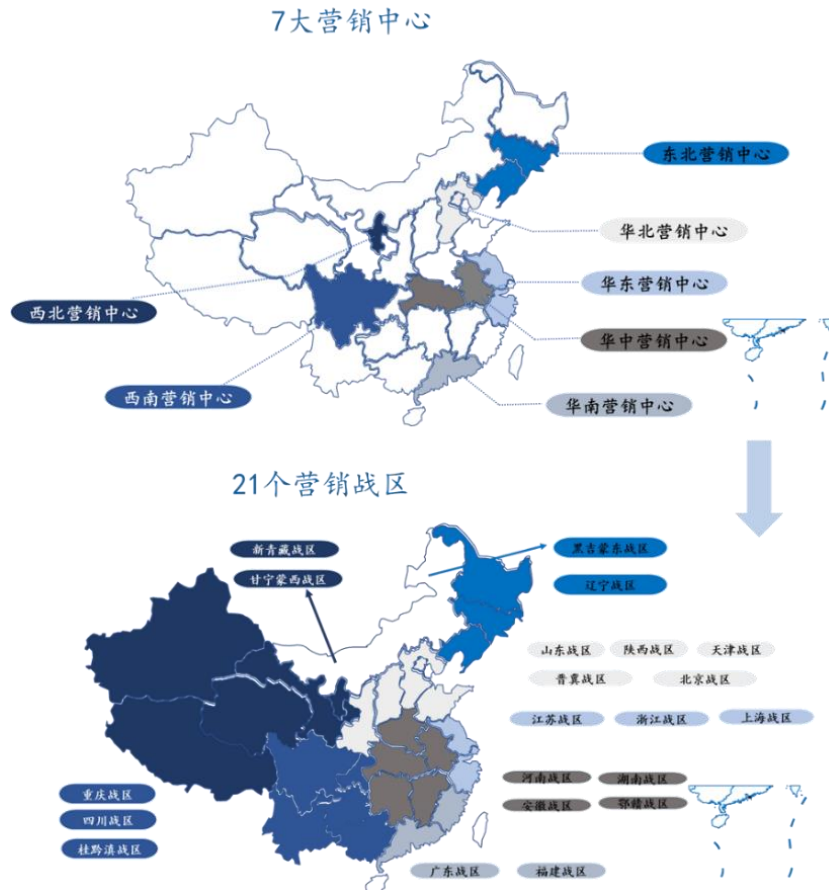 7大营销中心
东北营销中心
华北营销中心
华东营销中心
西北营销中心
华中营销中心
西南营销中心
华南营销中心
21个营销战区
新青藏战区
黑吉蒙东战区
甘宁蒙西战区
辽宁战区
山东战区 陕西战区 天津战区
晋冀战区 北京战区
江苏战区 浙江战区 上海战区
河南战区 湖南战区
重庆战区
安徽战区 鄂赣战区
四川战区
桂黔滇战区
广东战区 福建战区